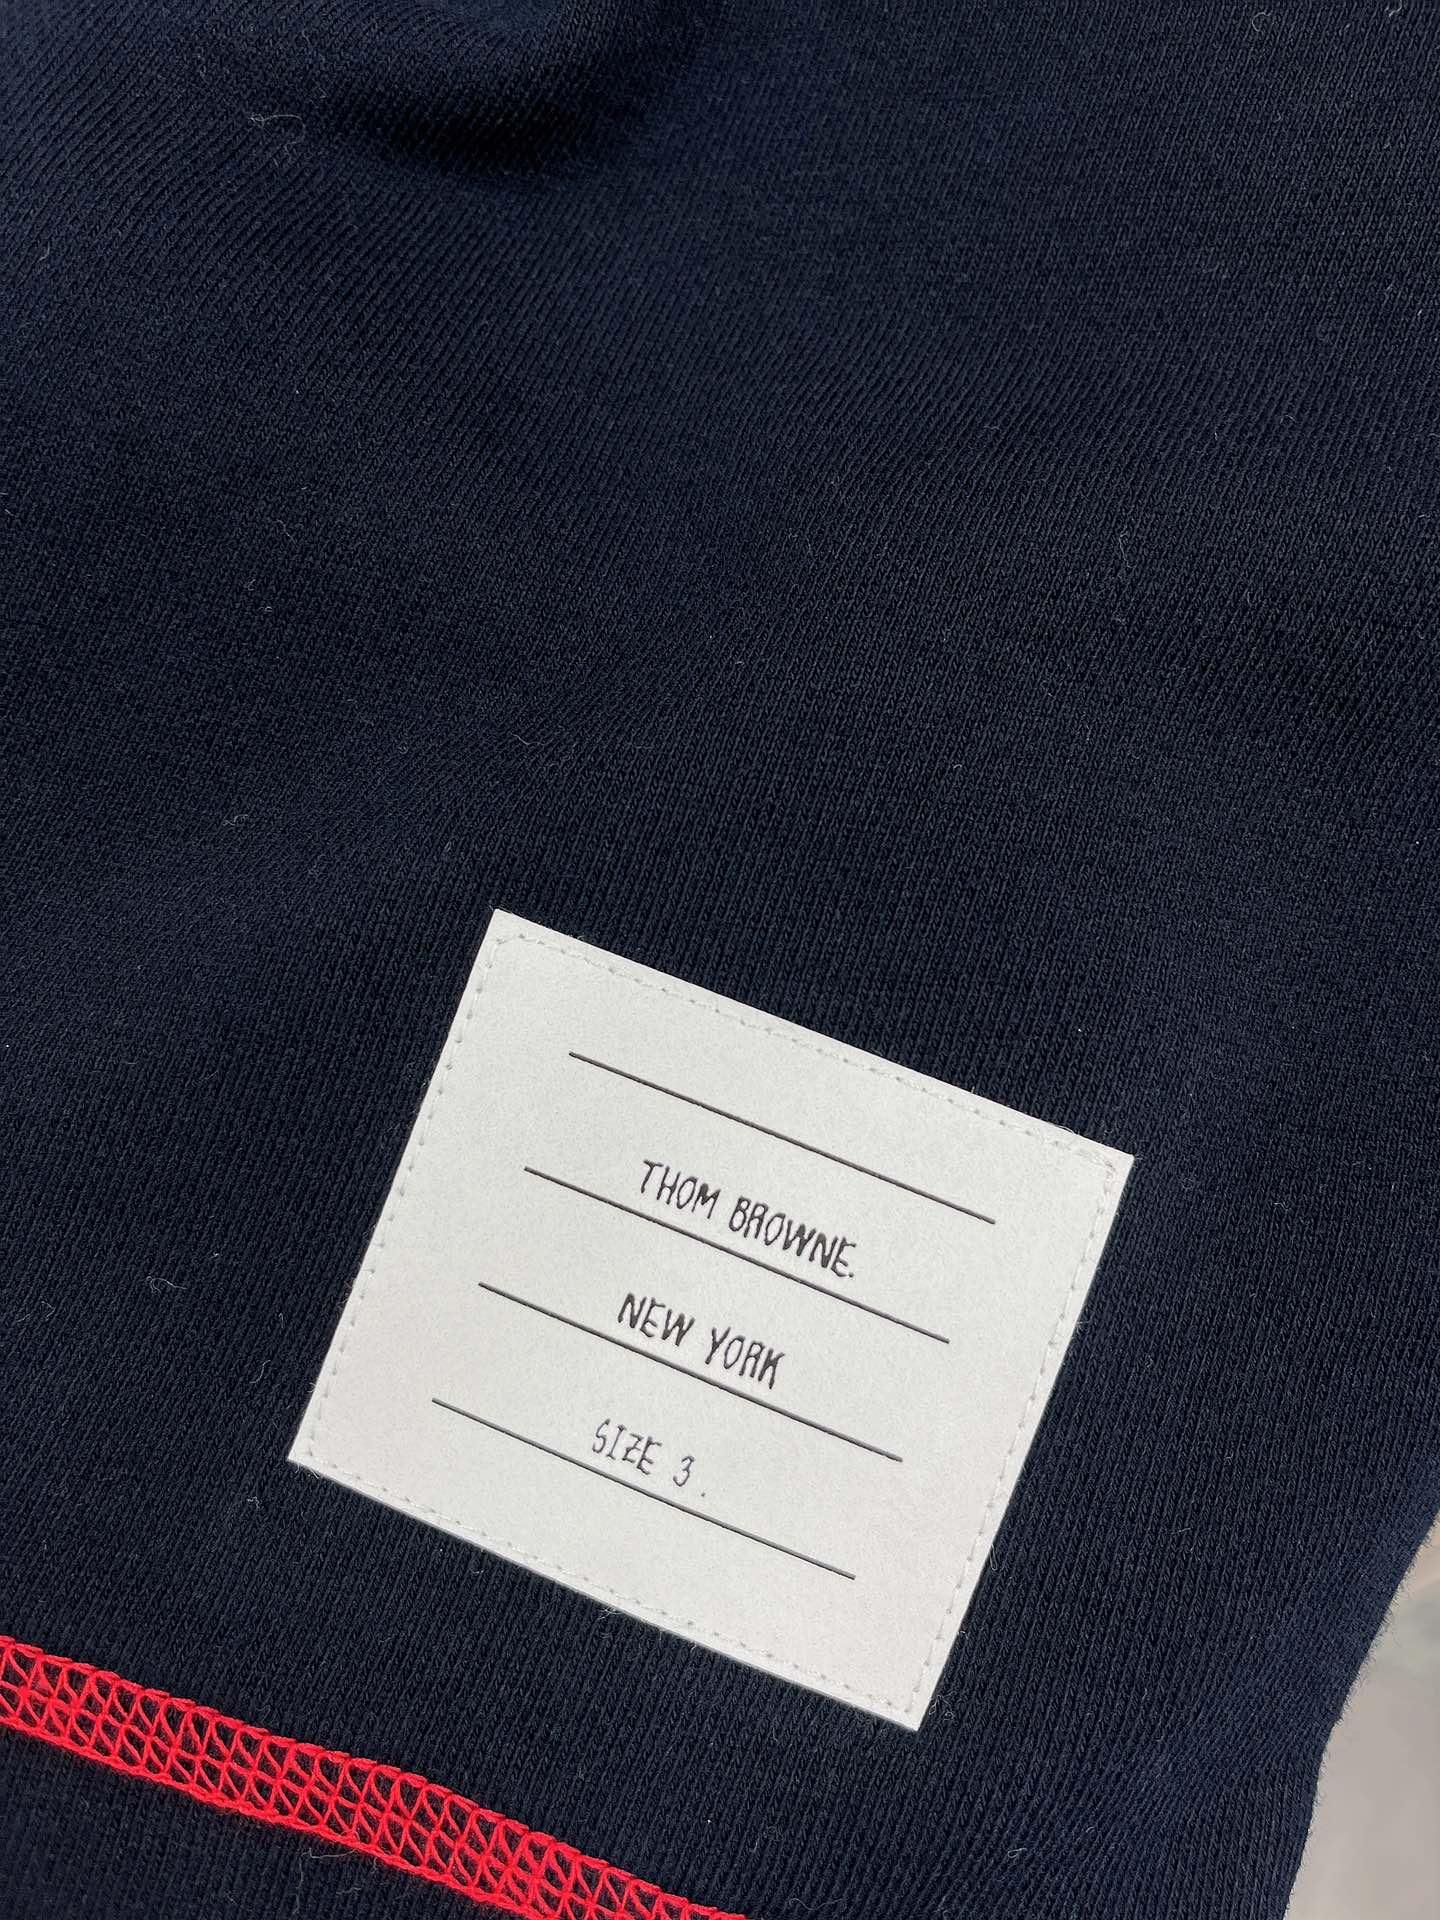 THOM BROWNE.
NEW YORK
SIZE 3.